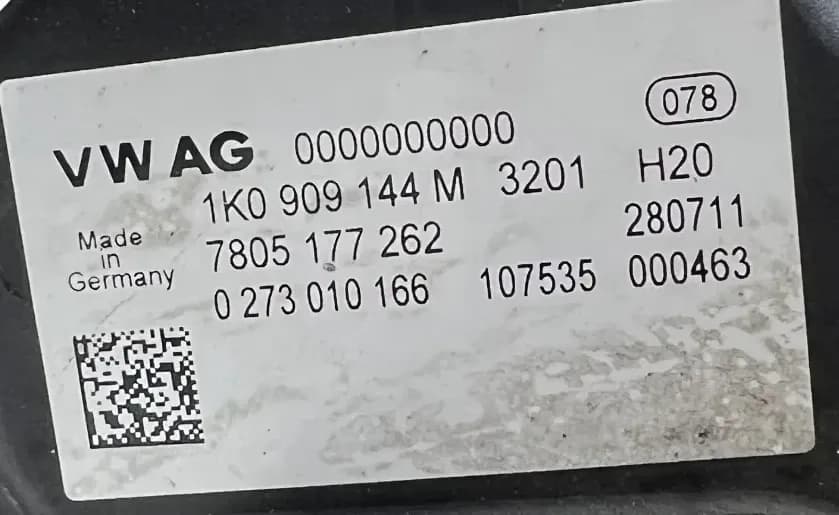 078
VW AG 0000000000
1K0 909 144 M 3201 H20
Made
in
Germany
7805 177 262 280711
0 273 010 166 107535 000463